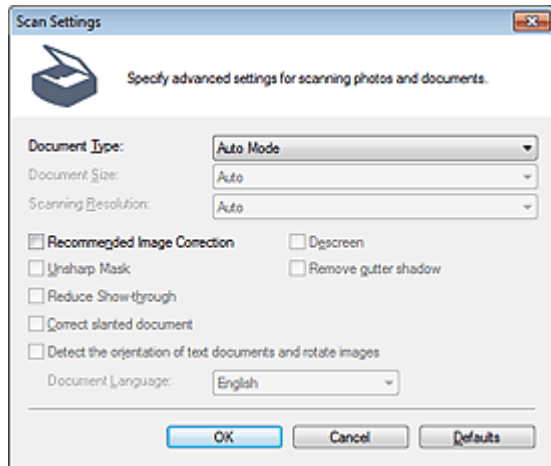 Scan Settings
Specify advanced settings for scanning photos and documents.
Document Type: Auto Mode
Document Size: Auto
Scanning Resolution: Auto
Recommended Image Correction Descreen
Unsharp Mask Remove gutter shadow
Reduce Show-through
Correct slanted document
Detect the orientation of text documents and rotate images
Document Language: English
OK Cancel Defaults